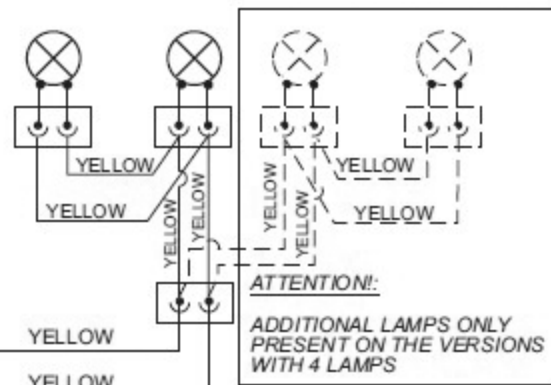 YELLOW
YELLOW
YELLOW
YELLOW
YELLOW
YELLOW
YELLOW
YELLOW
ATTENTION!:
ADDITIONAL LAMPS ONLY
PRESENT ON THE VERSIONS
WITH 4 LAMPS
YELLOW
YELLOW